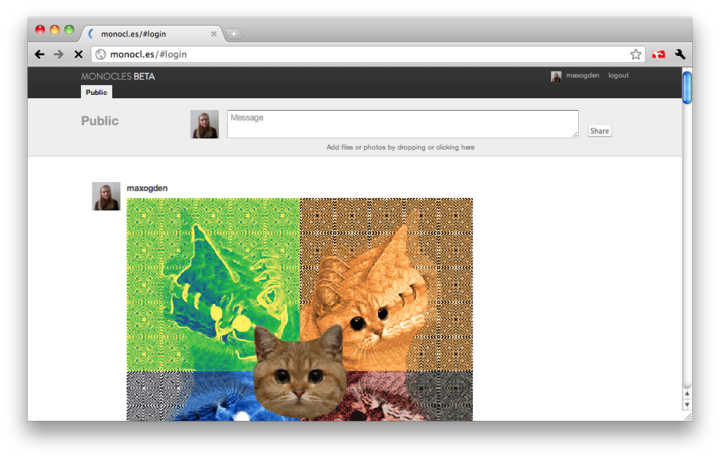 monocl.es/#login
monocl.es/#login
MONOCLES BETA
maxogden
logout
Public
Public
Message
Share
Add files or photos by dropping or clicking here
maxogden